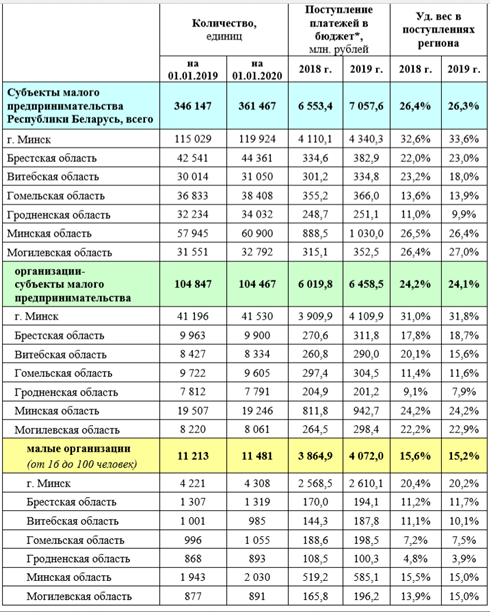 Количество, единиц Поступление платежей в бюджет*, млн. рублей Уд. вес в поступлениях региона
на 01.01.2019 на 01.01.2020 2018 г. 2019 г. 2018 г. 2019 г.
Субъекты малого предпринимательства Республики Беларусь, всего 346 147 361 467 6 553,4 7 057,6 26,4% 26,3%
г. Минск 115 029 119 924 4 110,1 4 340,3 32,6% 33,6%
Брестская область 42 541 44 361 334,6 382,9 22,0% 23,0%
Витебская область 30 014 31 050 301,2 334,8 23,2% 18,0%
Гомельская область 36 833 38 408 355,2 366,0 13,6% 13,9%
Гродненская область 32 234 34 032 248,7 251,1 11,0% 9,9%
Минская область 57 945 60 900 888,5 1 030,0 26,5% 26,4%
Могилевская область 31 551 32 792 315,1 352,5 26,4% 27,0%
организации-субъекты малого предпринимательства 104 847 104 467 6 019,8 6 458,5 24,2% 24,1%
г. Минск 41 196 41 530 3 909,9 4 109,9 31,0% 31,8%
Брестская область 9 963 9 900 270,6 311,8 17,8% 18,7%
Витебская область 8 427 8 334 260,8 290,0 20,1% 15,6%
Гомельская область 9 722 9 605 297,4 304,5 11,4% 11,6%
Гродненская область 7 812 7 791 204,9 201,2 9,1% 7,9%
Минская область 19 507 19 246 811,8 942,7 24,2% 24,2%
Могилевская область 8 220 8 061 264,5 298,4 22,2% 22,9%
малые организации (от 16 до 100 человек) 11 213 11 481 3 864,9 4 072,0 15,6% 15,2%
г. Минск 4 221 4 308 2 568,5 2 610,1 20,4% 20,2%
Брестская область 1 307 1 319 170,0 194,1 11,2% 11,7%
Витебская область 1 001 985 144,3 187,8 11,1% 10,1%
Гомельская область 996 1 055 188,6 198,5 7,2% 7,5%
Гродненская область 868 893 108,5 100,3 4,8% 3,9%
Минская область 1 943 2 030 519,2 585,1 15,5% 15,0%
Могилевская область 877 891 165,8 196,2 13,9% 15,0%